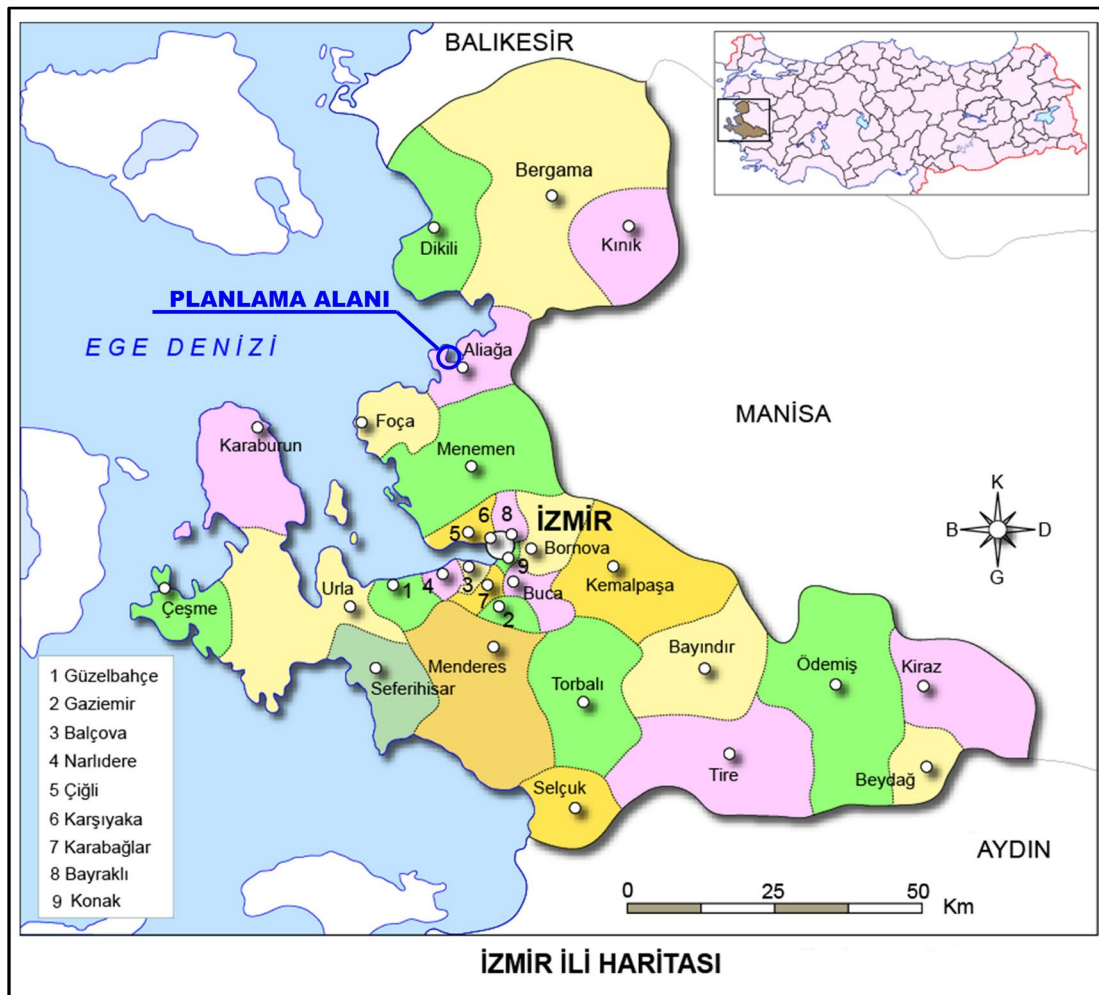 BALIKESİR
Bergama
Dikili
Kınık
PLANLAMA ALANI
EGE DENİZİ
Aliağa
MANİSA
Foça
Karaburun
Menemen
K
B
D
G
8
6
İZMİR
5
Bornova
9
Kemalpaşa
3
4
1
Buca
7
Urla
Çeşme
2
Bayındır
Menderes
Seferihisar
Ödemiş
Kiraz
Torbalı
Tire
Beydağ
Selçuk
1 Güzelbahçe
2 Gaziemir
3 Balçova
4 Narlıdere
5 Çiğli
6 Karşıyaka
7 Karabağlar
8 Bayraklı
9 Konak
AYDIN
0 25 50
Km
İZMİR İLİ HARİTASI